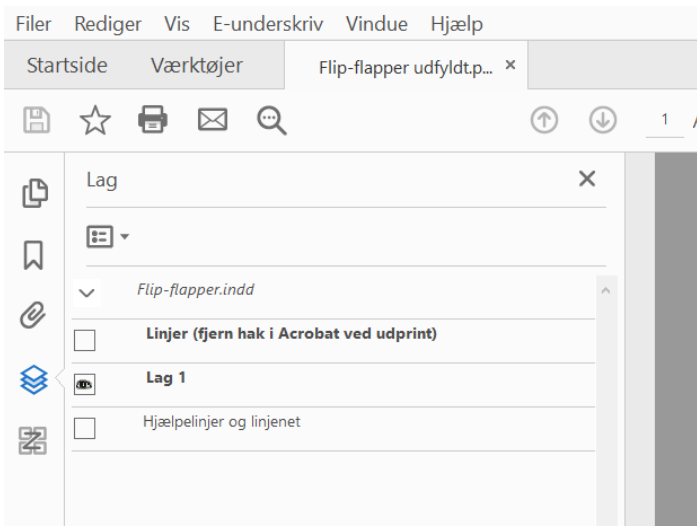 Filer Rediger Vis E-underskriv Vindue Hjælp
Startside Værktøjer Flip-flapper udfyldt.p... ×
1 /
Lag
Flip-flapper.indd
Linjer (fjern hak i Acrobat ved udprint)
Lag 1
Hjælpelinjer og linjenet